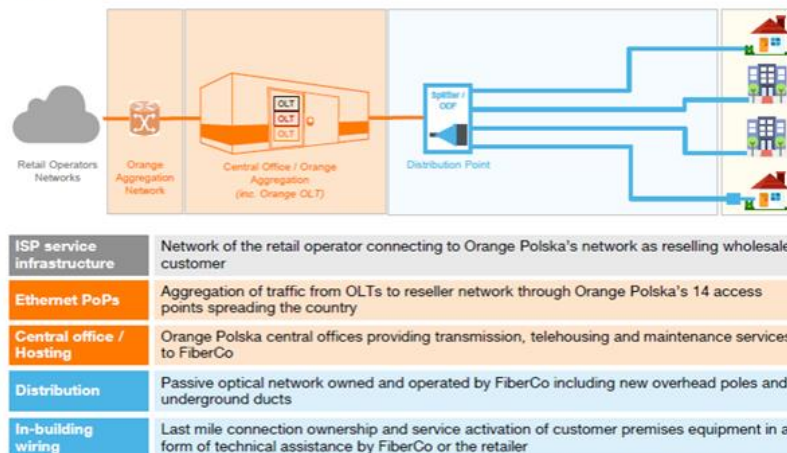 OLT
OLT
OLT
Splitter /
ODF
Retail Operators
Networks
Orange
Aggregation
Network
Central Office / Orange
Aggregation
(inc. Orange OLT)
Distribution Point
ISP service
infrastructure
Network of the retail operator connecting to Orange Polska's network as reselling wholesale
customer
Ethernet PoPs
Aggregation of traffic from OLTs to reseller network through Orange Polska's 14 access
points spreading the country
Central office /
Hosting
Orange Polska central offices providing transmission, telehousing and maintenance services
to FiberCo
Distribution
Passive optical network owned and operated by FiberCo including new overhead poles and
underground ducts
In-building
wiring
Last mile connection ownership and service activation of customer premises equipment in a
form of technical assistance by FiberCo or the retailer